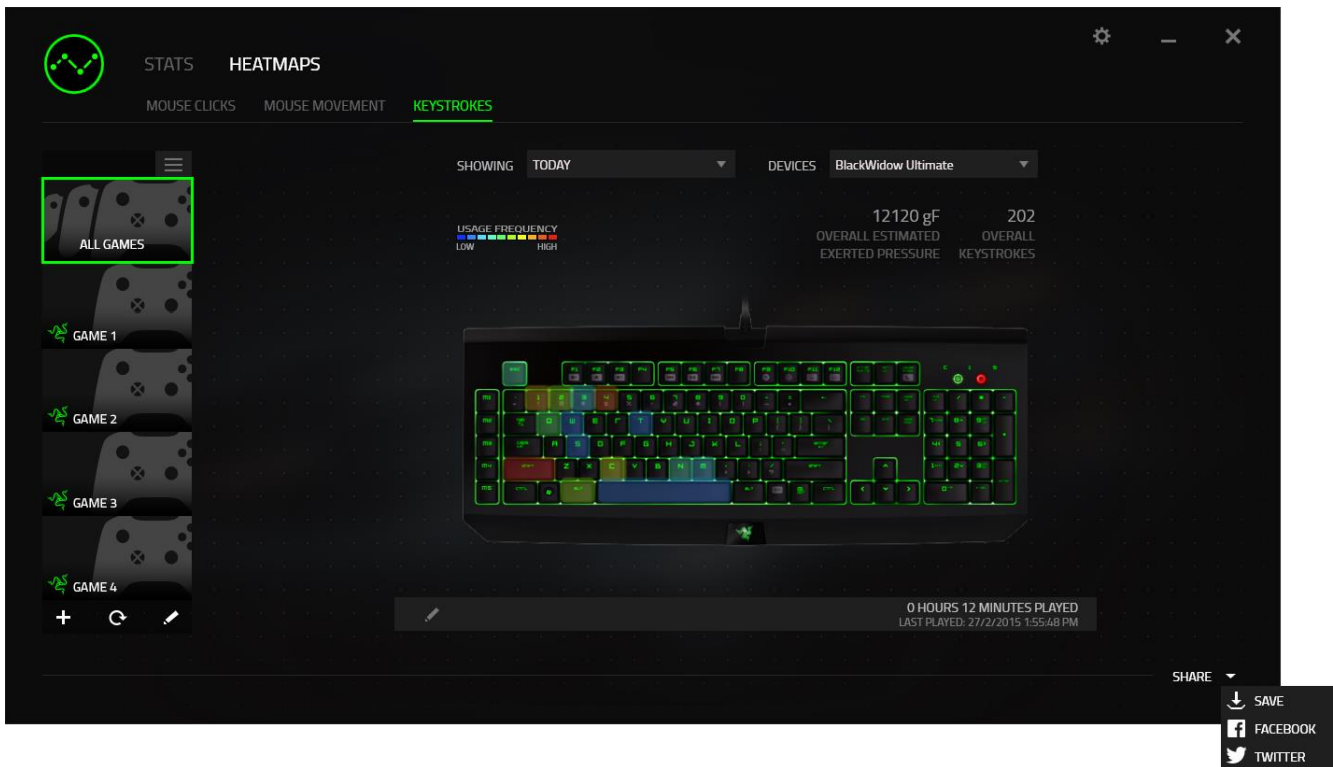 STATS HEATMAPS
MOUSE CLICKS MOUSE MOVEMENT KEYSTROKES
SHOWING TODAY DEVICES BlackWidow Ultimate
USAGE FREQUENCY
LOW HIGH
12120 gF 202
OVERALL ESTIMATED OVERALL
EXERTED PRESSURE KEYSTROKES
ALL GAMES
GAME 1
GAME 2
GAME 3
GAME 4
0 HOURS 12 MINUTES PLAYED
LAST PLAYED: 27/2/2015 1:55:48 PM
SHARE
SAVE
FACEBOOK
TWITTER